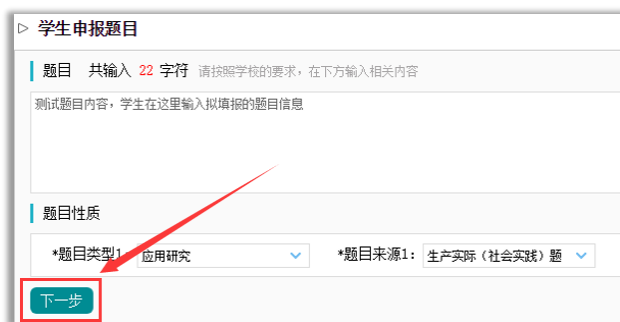 ▷ 学生申报题目
题目 共输入 22 字符 请按照学校的要求，在下方输入相关内容
测试题目内容，学生在这里输入拟填报的题目信息
题目性质
*题目类型1: 应用研究 *题目来源1: 生产实际（社会实践）题
下一步